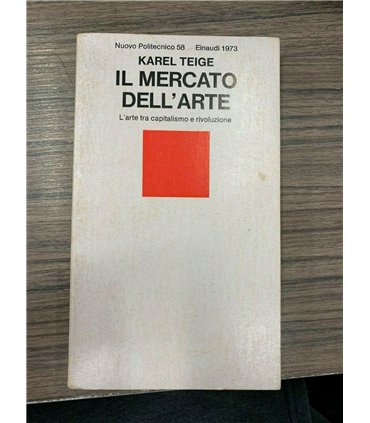 Nuovo Politecnico 58 Einaudi 1973
KAREL TEIGE
IL MERCATO
DELL'ARTE
L'arte tra capitalismo e rivoluzione